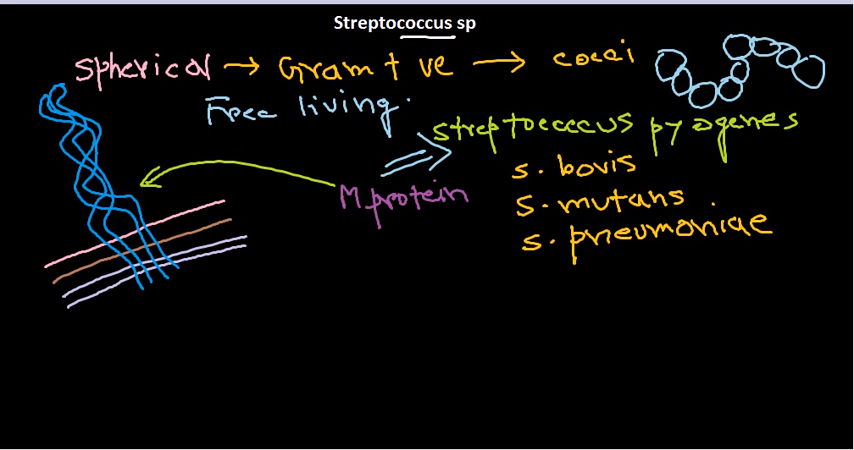 Streptococcus sp
Spherical → Gram + ve → cocci
Free living.
Streptococcus pyogenes
M protein
S. bovis
S. mutans
S. pneumoniae